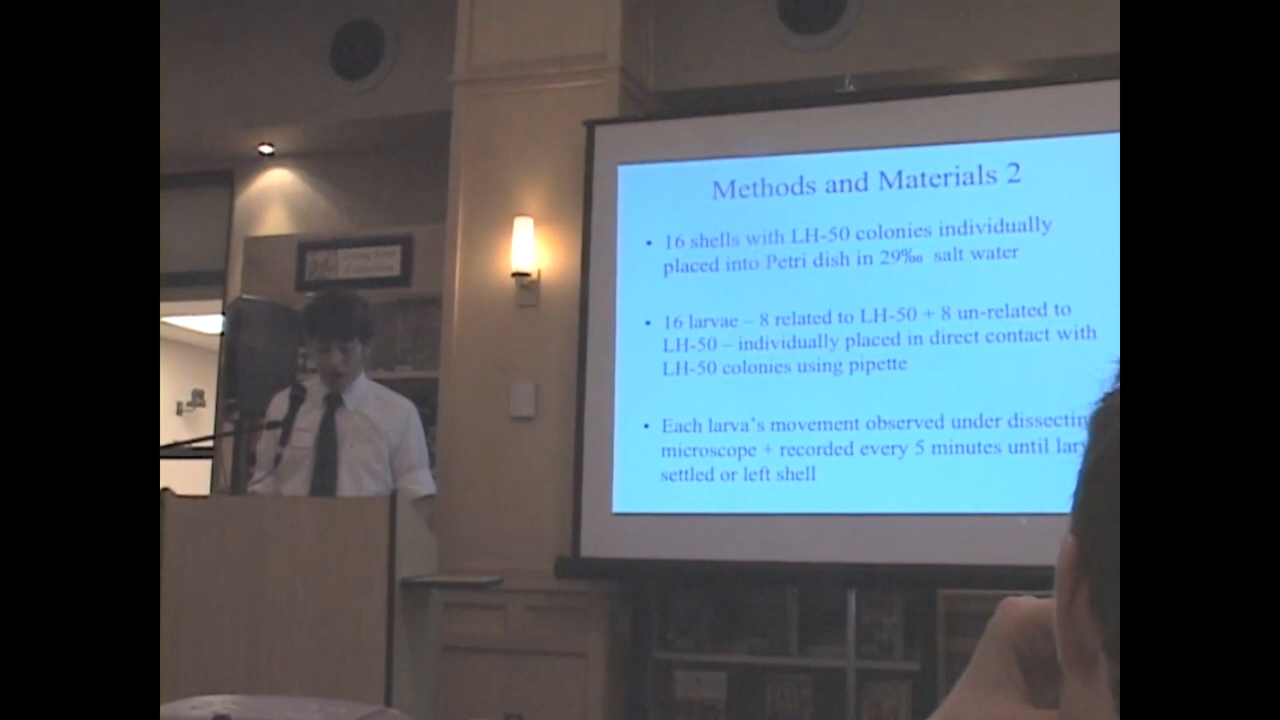 Methods and Materials 2
• 16 shells with LH-50 colonies individually
placed into Petri dish in 29‰ salt water
• 16 larvae – 8 related to LH-50 + 8 un-related to
LH-50 – individually placed in direct contact with
LH-50 colonies using pipette
• Each larva's movement observed under dissectin
microscope + recorded every 5 minutes until lar
settled or left shell